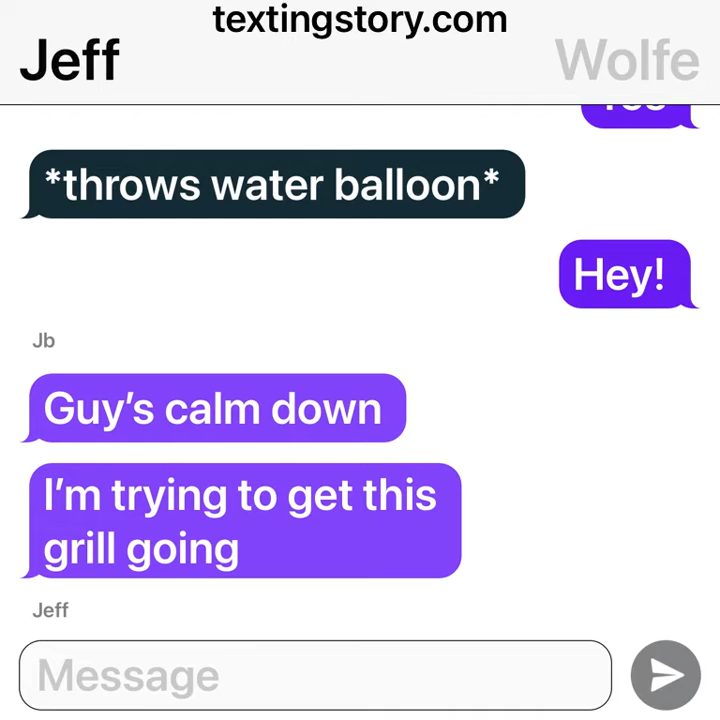 textingstory.com
Jeff
Wolfe
*throws water balloon*
Hey!
Jb
Guy's calm down
I'm trying to get this
grill going
Jeff
Message